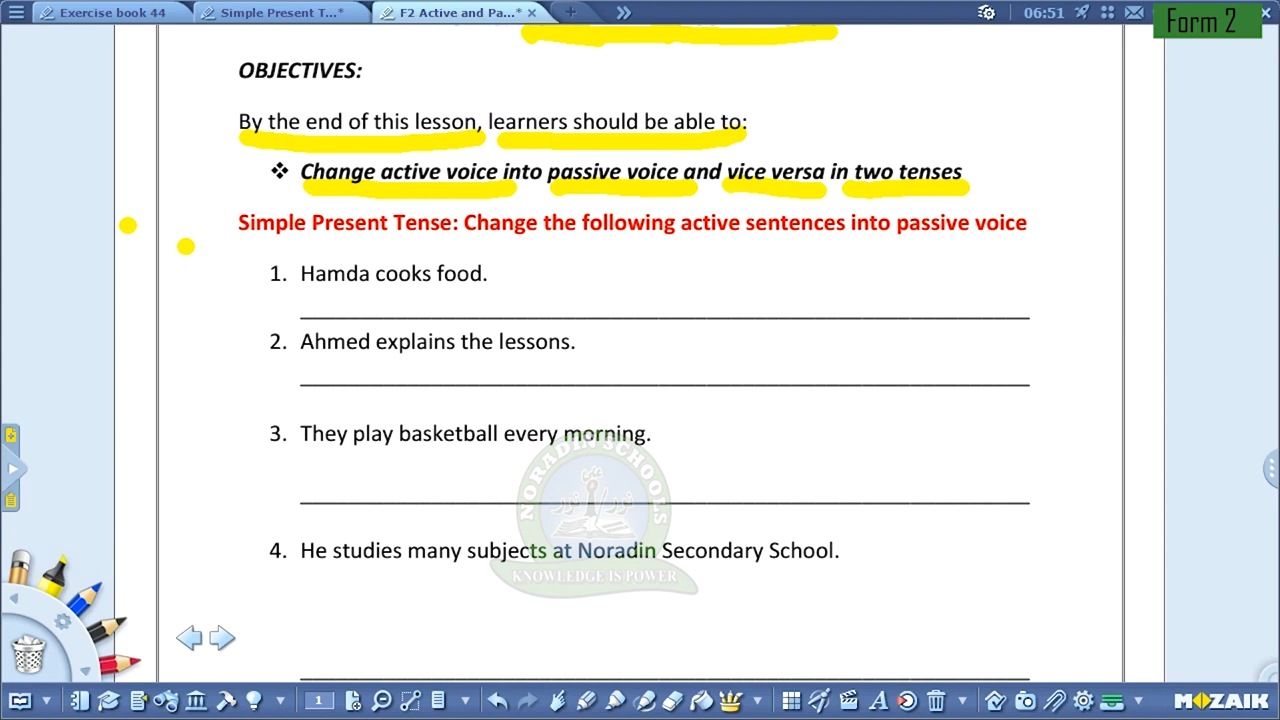 Exercise book 44
Simple Present T...*
F2 Active and Pa...*
06:51
Form 2
OBJECTIVES:
By the end of this lesson, learners should be able to:
❖ Change active voice into passive voice and vice versa in two tenses
Simple Present Tense: Change the following active sentences into passive voice
1. Hamda cooks food.
2. Ahmed explains the lessons.
3. They play basketball every morning.
NORADIN SCHOOLS
4. He studies many subjects at Noradin Secondary School.
KNOWLEDGE IS POWER
1
MOZAIK